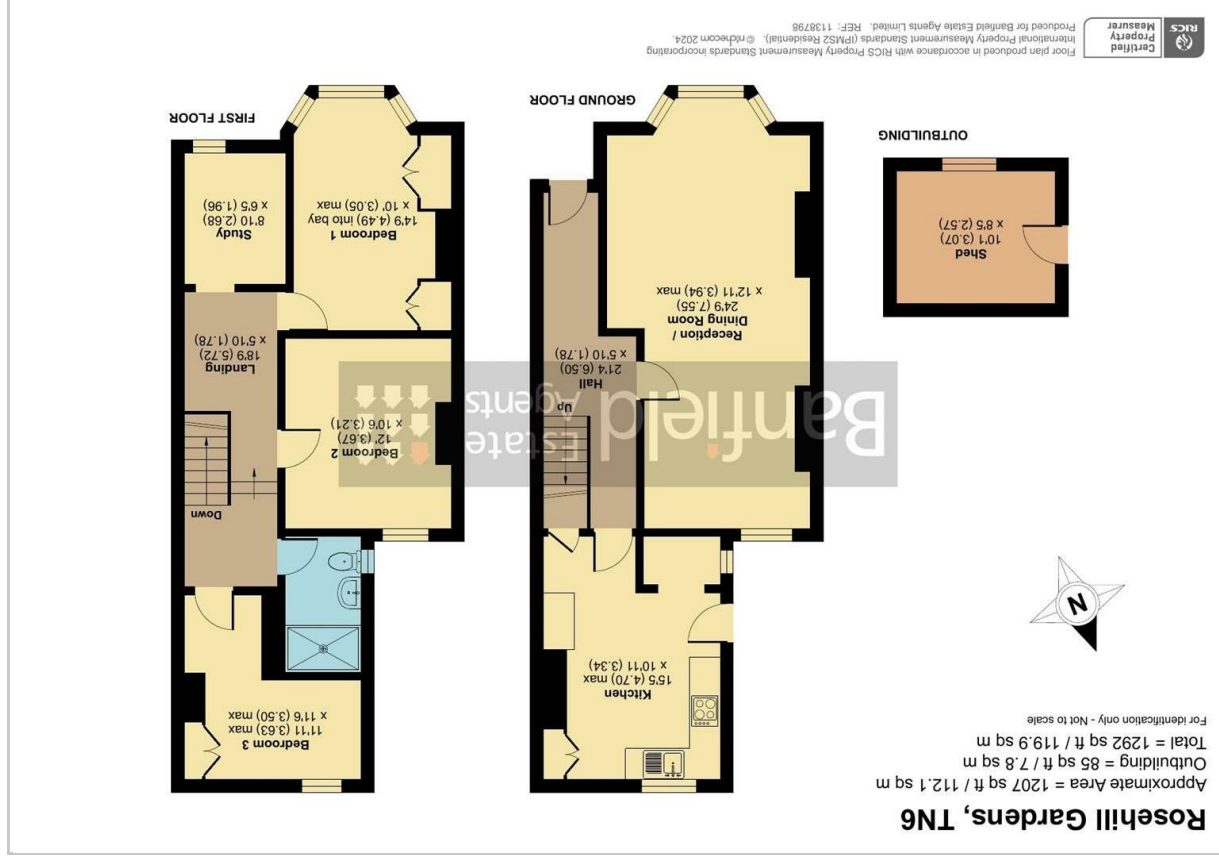 Rosehill Gardens, TN6
Approximate Area = 1207 sq ft / 112.1 sq m
Outbuilding = 85 sq ft / 7.8 sq m
Total = 1292 sq ft / 119.9 sq m
For identification only - Not to scale
N
Bedroom 3
11'11 (3.63) max
x 11'6 (3.50) max
Kitchen
15'5 (4.70) max
x 10'11 (3.34)
Down
Up
Bedroom 2
12' (3.67)
x 10'6 (3.21)
Landing
18'9 (5.72)
x 5'10 (1.78)
Banfield Estate
Agents
Hall
21'4 (6.50)
x 5'10 (1.78)
Reception /
Dining Room
24'9 (7.55)
x 12'11 (3.94) max
Bedroom 1
14'9 (4.49) into bay
x 10' (3.05) max
Study
8'10 (2.68)
x 6'5 (1.96)
Shed
10'1 (3.07)
x 8'5 (2.57)
OUTBUILDING
GROUND FLOOR
FIRST FLOOR
RICS
Certified
Property
Measurer
Floor plan produced in accordance with RICS Property Measurement Standards incorporating
International Property Measurement Standards (IPMS2 Residential). © nichecom 2024.
Produced for Banfield Estate Agents Limited. REF: 1138798